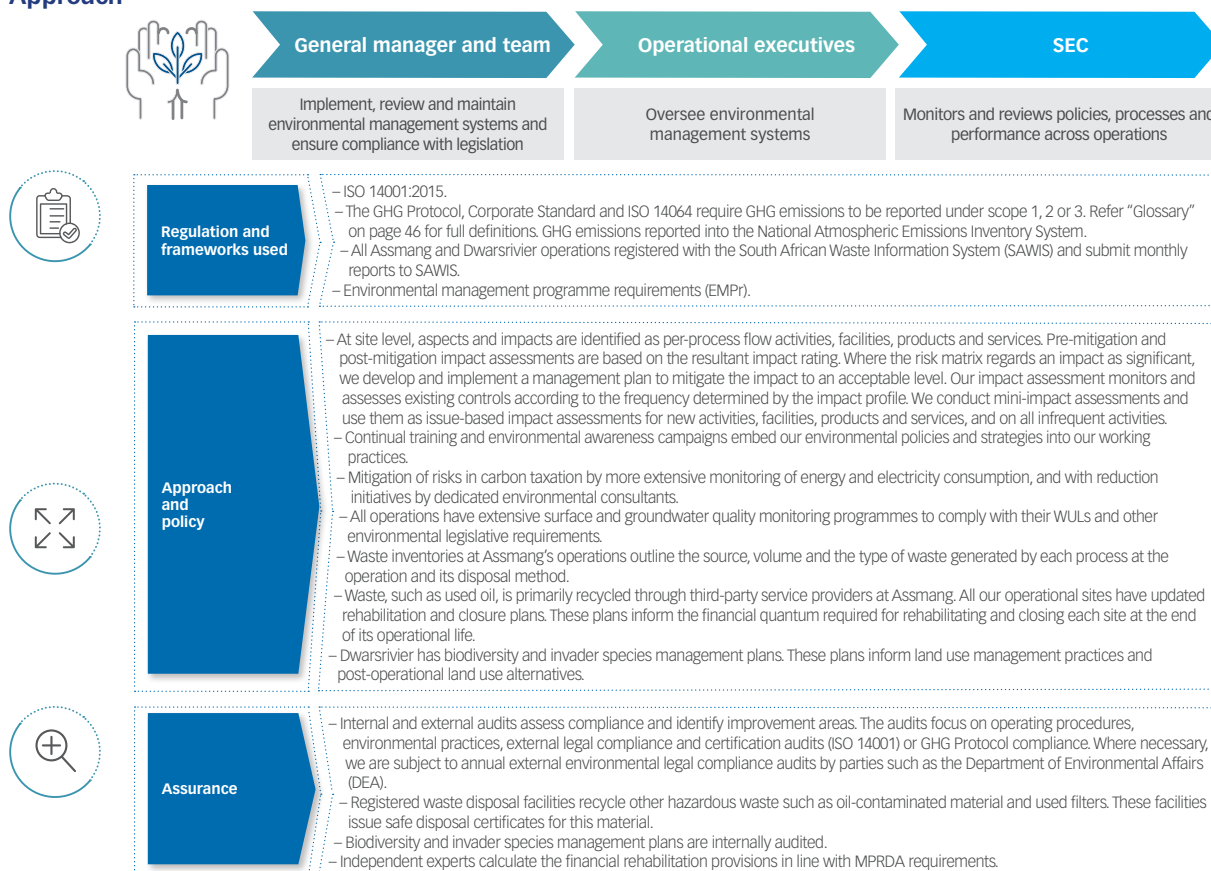 Approach
General manager and team
Operational executives
SEC
Implement, review and maintain
environmental management systems and
ensure compliance with legislation
Oversee environmental
management systems
Monitors and reviews policies, processes and
performance across operations
Regulation and
frameworks used
– ISO 14001:2015.
– The GHG Protocol, Corporate Standard and ISO 14064 require GHG emissions to be reported under scope 1, 2 or 3. Refer “Glossary”
on page 46 for full definitions. GHG emissions reported into the National Atmospheric Emissions Inventory System.
– All Assmang and Dwarsrivier operations registered with the South African Waste Information System (SAWIS) and submit monthly
reports to SAWIS.
– Environmental management programme requirements (EMPr).
Approach
and
policy
– At site level, aspects and impacts are identified as per-process flow activities, facilities, products and services. Pre-mitigation and
post-mitigation impact assessments are based on the resultant impact rating. Where the risk matrix regards an impact as significant,
we develop and implement a management plan to mitigate the impact to an acceptable level. Our impact assessment monitors and
assesses existing controls according to the frequency determined by the impact profile. We conduct mini-impact assessments and
use them as issue-based impact assessments for new activities, facilities, products and services, and on all infrequent activities.
– Continual training and environmental awareness campaigns embed our environmental policies and strategies into our working
practices.
– Mitigation of risks in carbon taxation by more extensive monitoring of energy and electricity consumption, and with reduction
initiatives by dedicated environmental consultants.
– All operations have extensive surface and groundwater quality monitoring programmes to comply with their WULs and other
environmental legislative requirements.
– Waste inventories at Assmang’s operations outline the source, volume and the type of waste generated by each process at the
operation and its disposal method.
– Waste, such as used oil, is primarily recycled through third-party service providers at Assmang. All our operational sites have updated
rehabilitation and closure plans. These plans inform the financial quantum required for rehabilitating and closing each site at the end
of its operational life.
– Dwarsrivier has biodiversity and invader species management plans. These plans inform land use management practices and
post-operational land use alternatives.
Assurance
– Internal and external audits assess compliance and identify improvement areas. The audits focus on operating procedures,
environmental practices, external legal compliance and certification audits (ISO 14001) or GHG Protocol compliance. Where necessary,
we are subject to annual external environmental legal compliance audits by parties such as the Department of Environmental Affairs
(DEA).
– Registered waste disposal facilities recycle other hazardous waste such as oil-contaminated material and used filters. These facilities
issue safe disposal certificates for this material.
– Biodiversity and invader species management plans are internally audited.
– Independent experts calculate the financial rehabilitation provisions in line with MPRDA requirements.